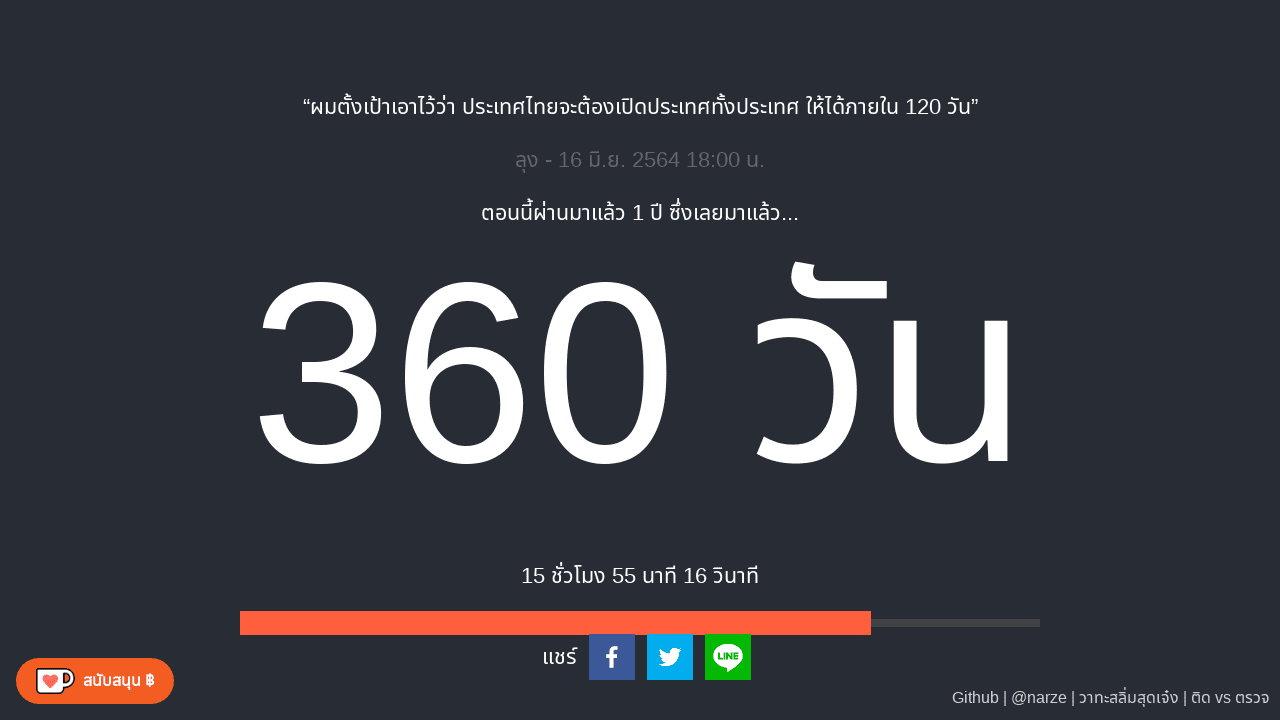 “ผมตั้งเป้าเอาไว้ว่า ประเทศไทยจะต้องเปิดประเทศทั้งประเทศ ให้ได้ภายใน 120 วัน”
ลุง - 16 มิ.ย. 2564 18:00 น.
ตอนนี้ผ่านมาแล้ว 1 ปี ซึ่งเลยมาแล้ว...
360 วัน
15 ชั่วโมง 55 นาที 16 วินาที
แชร์
LINE
สนับสนุน ฿
Github | @narze | วาทะสลิ่มสุดเจ๋ง | ติด vs ตรวจ